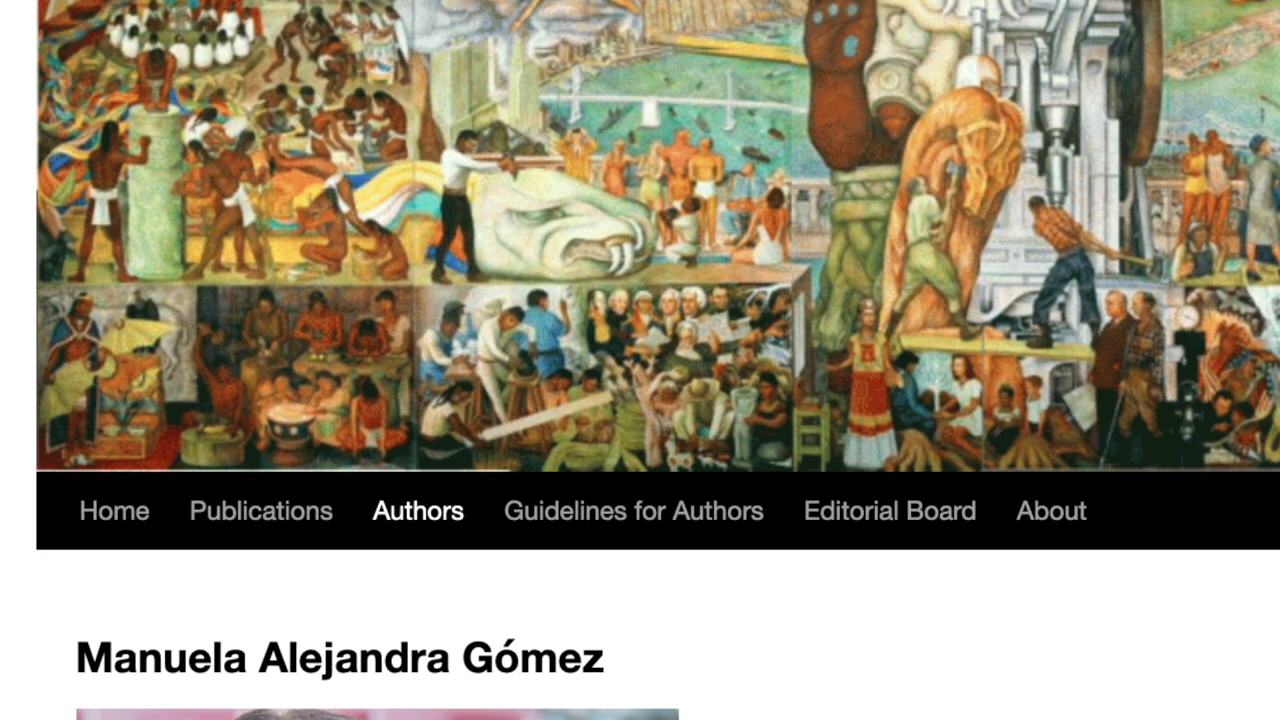 Home Publications Authors Guidelines for Authors Editorial Board About
Manuela Alejandra Gómez